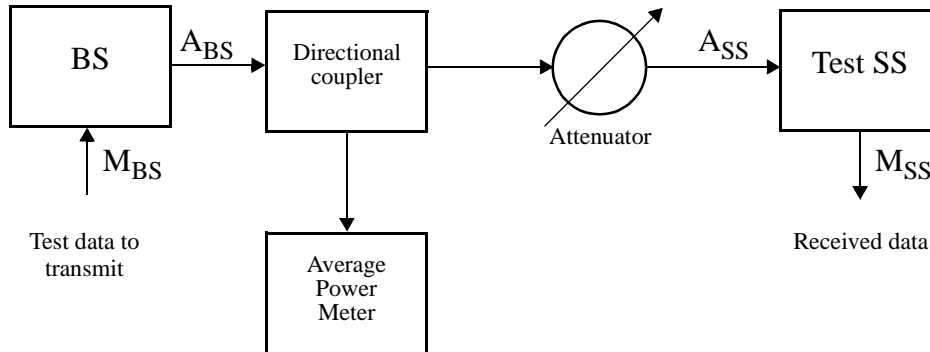 BS
A_BS
Directional
coupler
A_SS
Test SS
Attenuator
M_BS
M_SS
Test data to
transmit
Received data
Average
Power
Meter